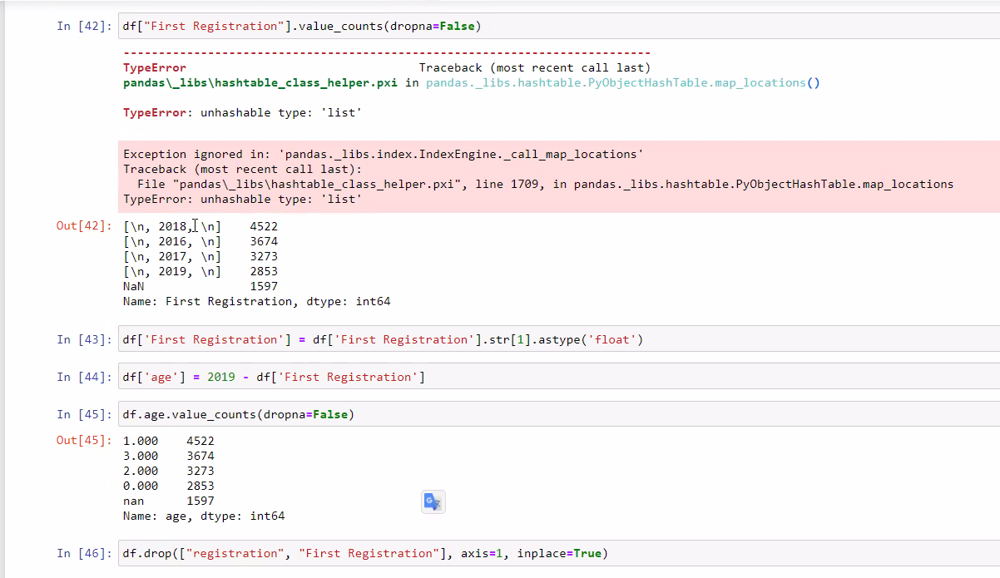 In [42]: df["First Registration"].value_counts(dropna=False)
---------------------------------------------------------------------------
TypeError                                 Traceback (most recent call last)
pandas\_libs\hashtable_class_helper.pxi in pandas._libs.hashtable.PyObjectHashTable.map_locations()
TypeError: unhashable type: 'list'
Exception ignored in: 'pandas._libs.index.IndexEngine._call_map_locations'
Traceback (most recent call last):
  File "pandas\_libs\hashtable_class_helper.pxi", line 1709, in pandas._libs.hashtable.PyObjectHashTable.map_locations
TypeError: unhashable type: 'list'
Out[42]: [\n, 2018, \n]    4522
[\n, 2016, \n]    3674
[\n, 2017, \n]    3273
[\n, 2019, \n]    2853
NaN               1597
Name: First Registration, dtype: int64
In [43]: df['First Registration'] = df['First Registration'].str[1].astype('float')
In [44]: df['age'] = 2019 - df['First Registration']
In [45]: df.age.value_counts(dropna=False)
Out[45]: 1.000    4522
3.000    3674
2.000    3273
0.000    2853
nan      1597
Name: age, dtype: int64
In [46]: df.drop(["registration", "First Registration"], axis=1, inplace=True)